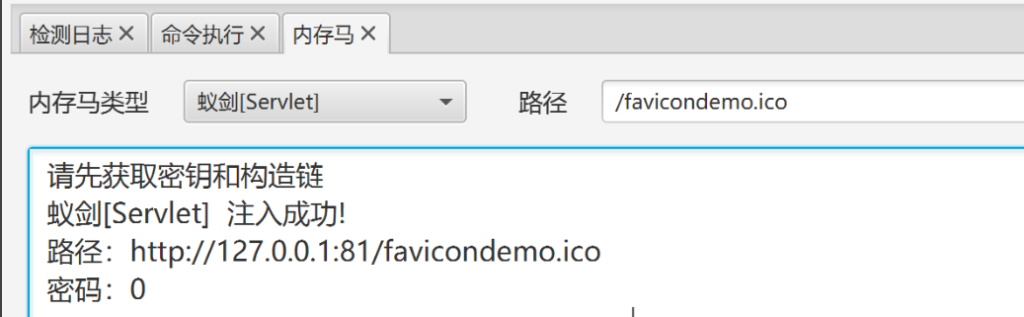 检测日志 × 命令执行 × 内存马 ×
内存马类型 蚁剑[Servlet] 路径 /favicondemo.ico
请先获取密钥和构造链
蚁剑[Servlet] 注入成功!
路径：http://127.0.0.1:81/favicondemo.ico
密码：0